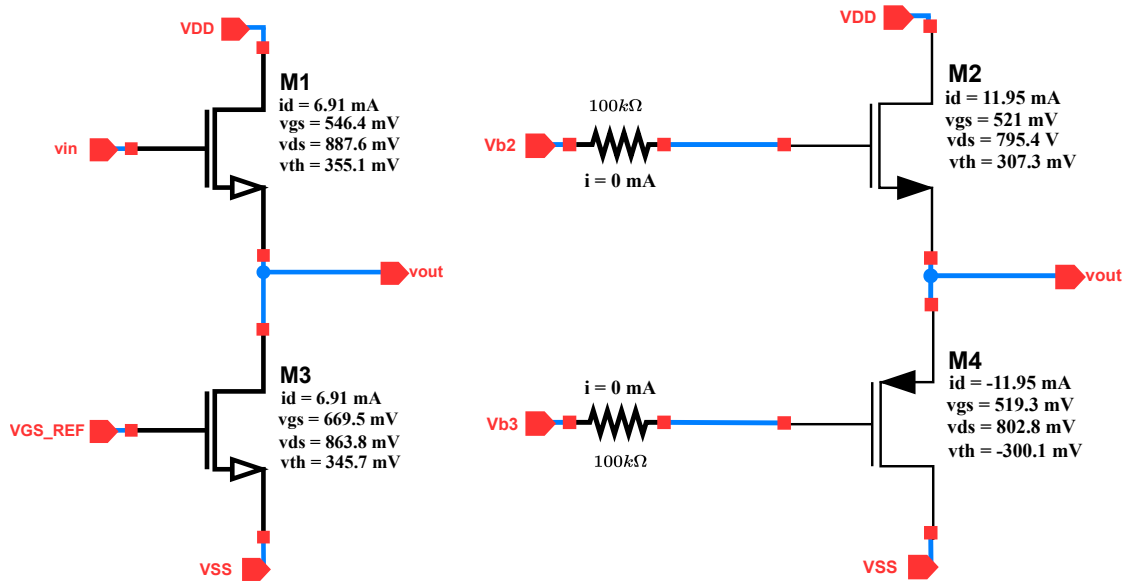 VDD
M1
id = 6.91 mA
vgs = 546.4 mV
vds = 887.6 mV
vth = 355.1 mV
vin
vout
M3
id = 6.91 mA
vgs = 669.5 mV
vds = 863.8 mV
vth = 345.7 mV
VGS_REF
VSS
VDD
M2
id = 11.95 mA
vgs = 521 mV
vds = 795.4 V
vth = 307.3 mV
100kΩ
Vb2
i = 0 mA
vout
M4
id = -11.95 mA
vgs = 519.3 mV
vds = 802.8 mV
vth = -300.1 mV
i = 0 mA
Vb3
100kΩ
VSS